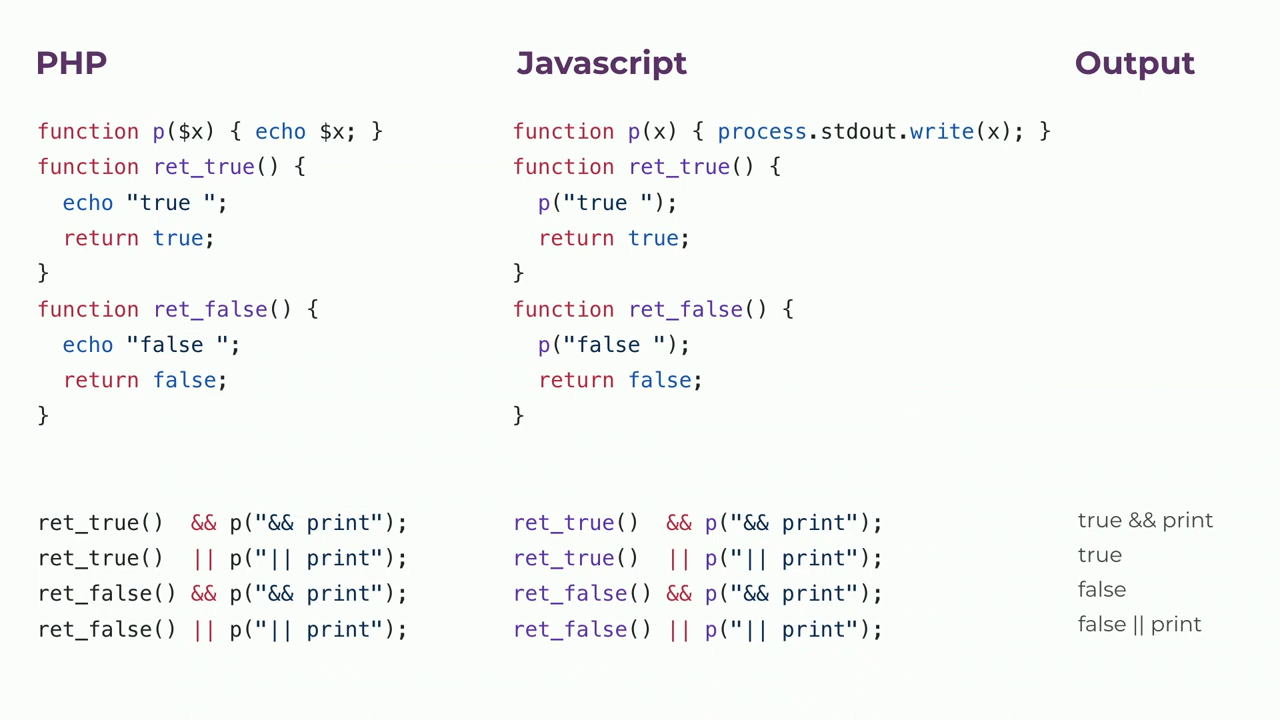 PHP
function p($x) { echo $x; }
function ret_true() {
  echo "true ";
  return true;
}
function ret_false() {
  echo "false ";
  return false;
}
ret_true()  && p("&& print");
ret_true()  || p("|| print");
ret_false() && p("&& print");
ret_false() || p("|| print");
Javascript
function p(x) { process.stdout.write(x); }
function ret_true() {
  p("true ");
  return true;
}
function ret_false() {
  p("false ");
  return false;
}
ret_true()  && p("&& print");
ret_true()  || p("|| print");
ret_false() && p("&& print");
ret_false() || p("|| print");
Output
true && print
true
false
false || print